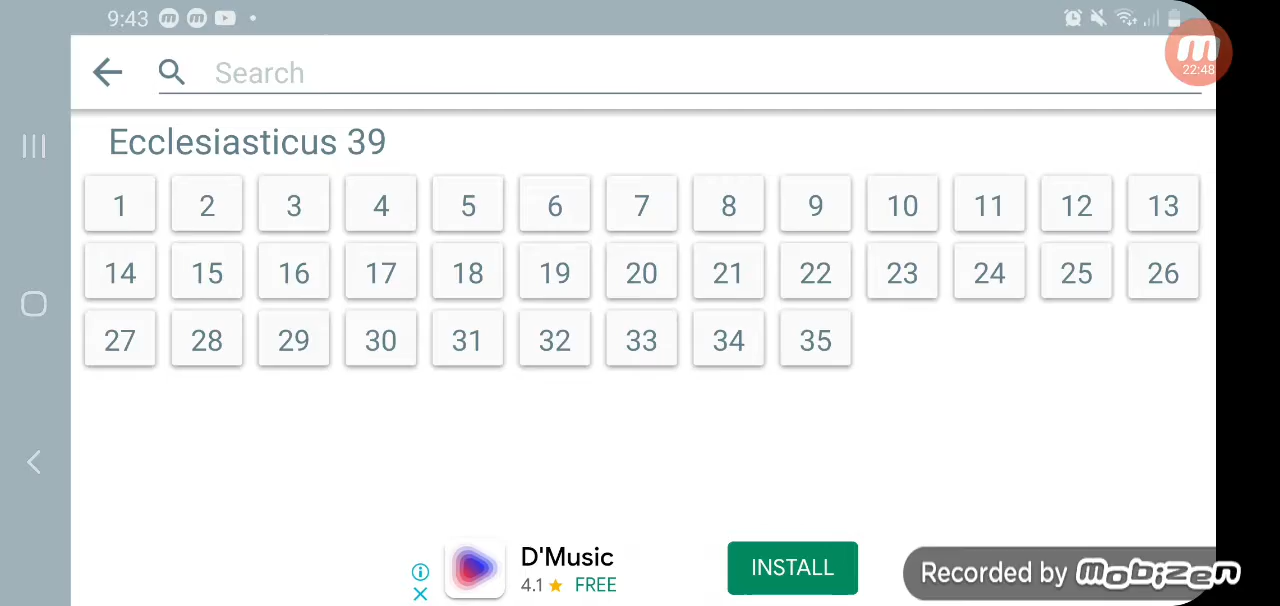 9:43
22:48
Search
Ecclesiasticus 39
1 2 3 4 5 6 7 8 9 10 11 12 13
14 15 16 17 18 19 20 21 22 23 24 25 26
27 28 29 30 31 32 33 34 35
D'Music
4.1 ★ FREE
INSTALL
Recorded by mobizen